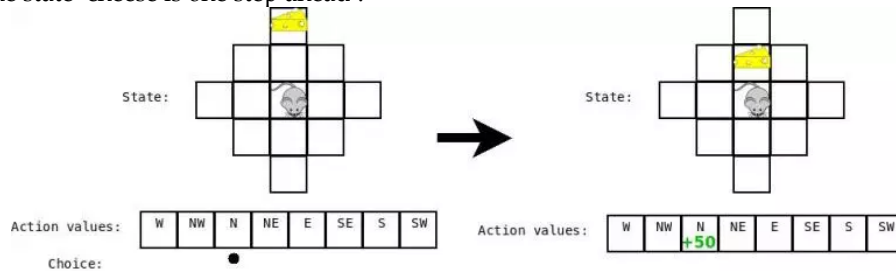 State:
State:
Action values: W NW N NE E SE S SW
Choice:
Action values: W NW N NE E SE S SW
+50